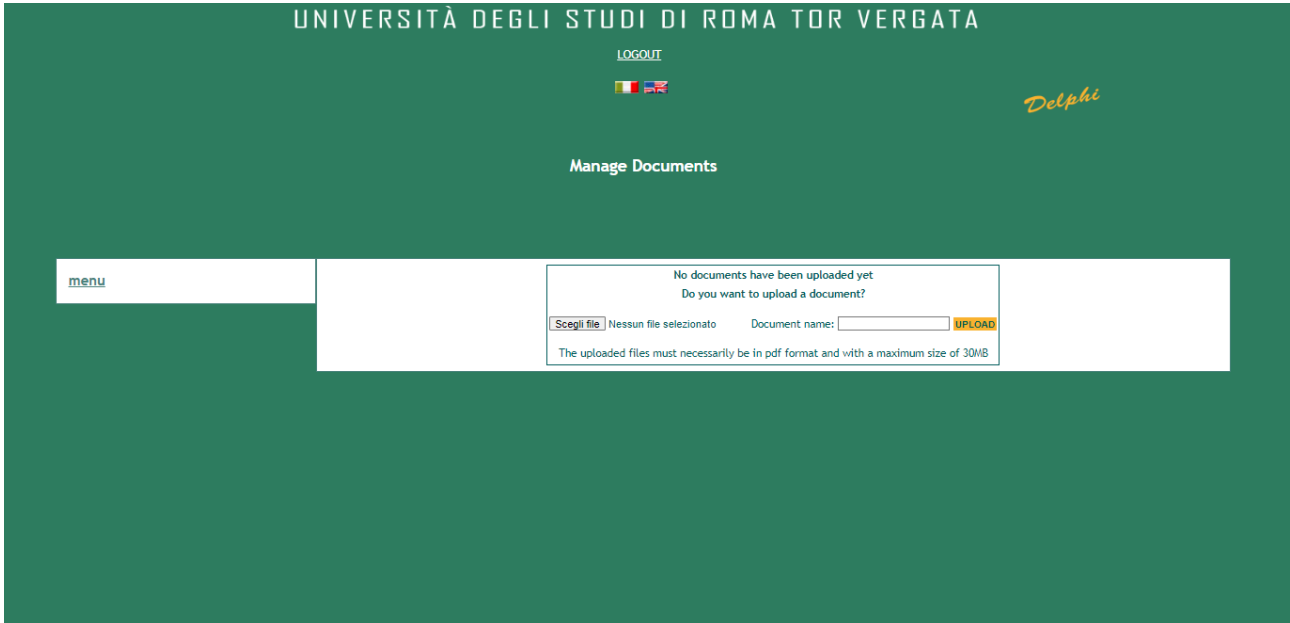 UNIVERSITÀ DEGLI STUDI DI ROMA TOR VERGATA
LOGOUT
Delphi
Manage Documents
menu
No documents have been uploaded yet
Do you want to upload a document?
Scegli file Nessun file selezionato Document name: UPLOAD
The uploaded files must necessarily be in pdf format and with a maximum size of 30MB